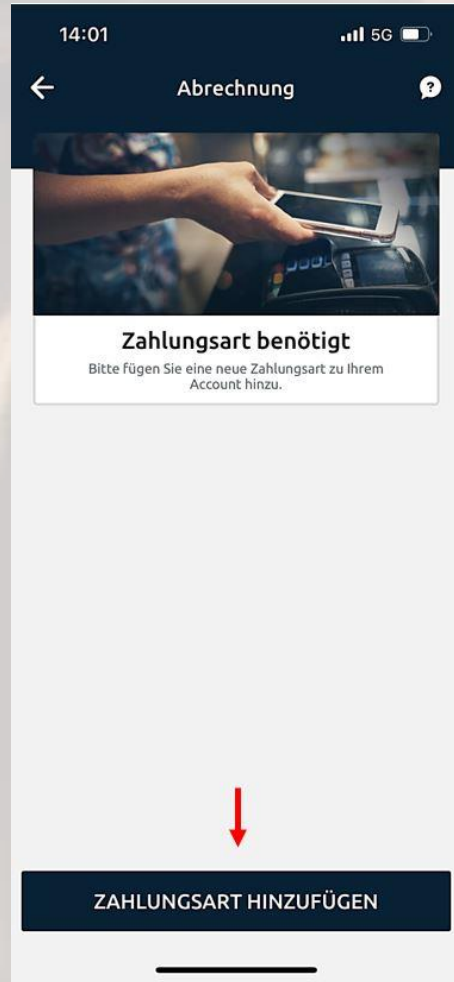 14:01
5G
Abrechnung
?
Zahlungsart benötigt
Bitte fügen Sie eine neue Zahlungsart zu Ihrem
Account hinzu.
ZAHLUNGSART HINZUFÜGEN